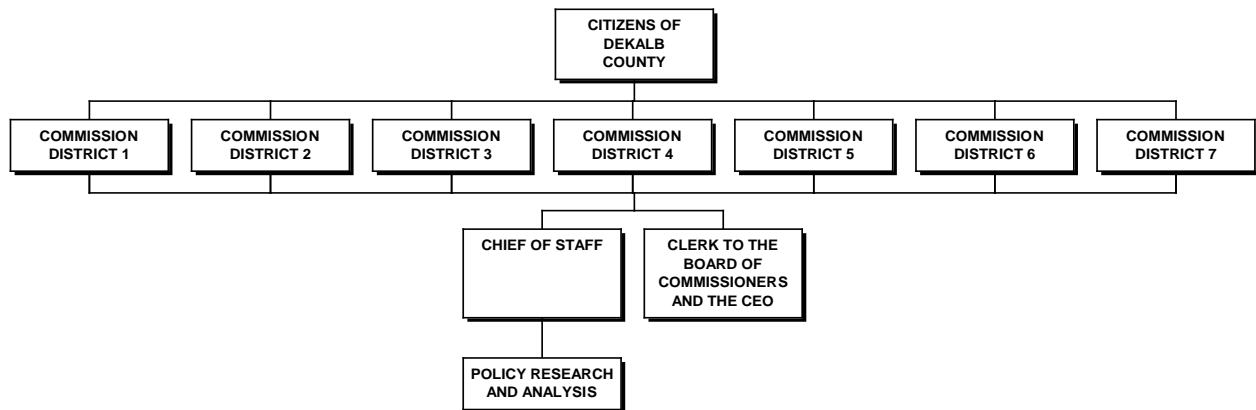 CITIZENS OF
DEKALB
COUNTY
COMMISSION
DISTRICT 1
COMMISSION
DISTRICT 2
COMMISSION
DISTRICT 3
COMMISSION
DISTRICT 4
COMMISSION
DISTRICT 5
COMMISSION
DISTRICT 6
COMMISSION
DISTRICT 7
CHIEF OF STAFF
CLERK TO THE
BOARD OF
COMMISSIONERS
AND THE CEO
POLICY RESEARCH
AND ANALYSIS